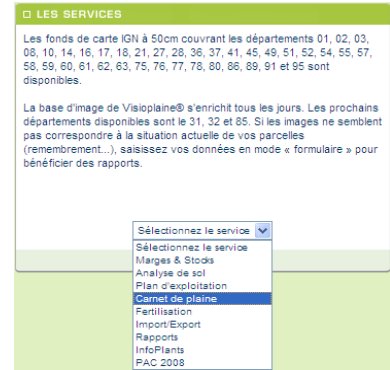 LES SERVICES
Les fonds de carte IGN à 50cm couvrant les départements 01, 02, 03,
08, 10, 14, 16, 17, 18, 21, 27, 28, 36, 37, 41, 45, 49, 51, 52, 54, 55, 57,
58, 59, 60, 61, 62, 63, 75, 76, 77, 78, 80, 86, 89, 91 et 95 sont
disponibles.
La base d'image de Visioplaine® s'enrichit tous les jours. Les prochains
départements disponibles sont le 31, 32 et 85. Si les images ne semblent
pas correspondre à la situation actuelle de vos parcelles
(remembrement...), saisissez vos données en mode « formulaire » pour
bénéficier des rapports.
Sélectionnez le service
Sélectionnez le service
Marges & Stocks
Analyse de sol
Plan d'exploitation
Carnet de plaine
Fertilisation
Import/Export
Rapports
InfoPlants
PAC 2008